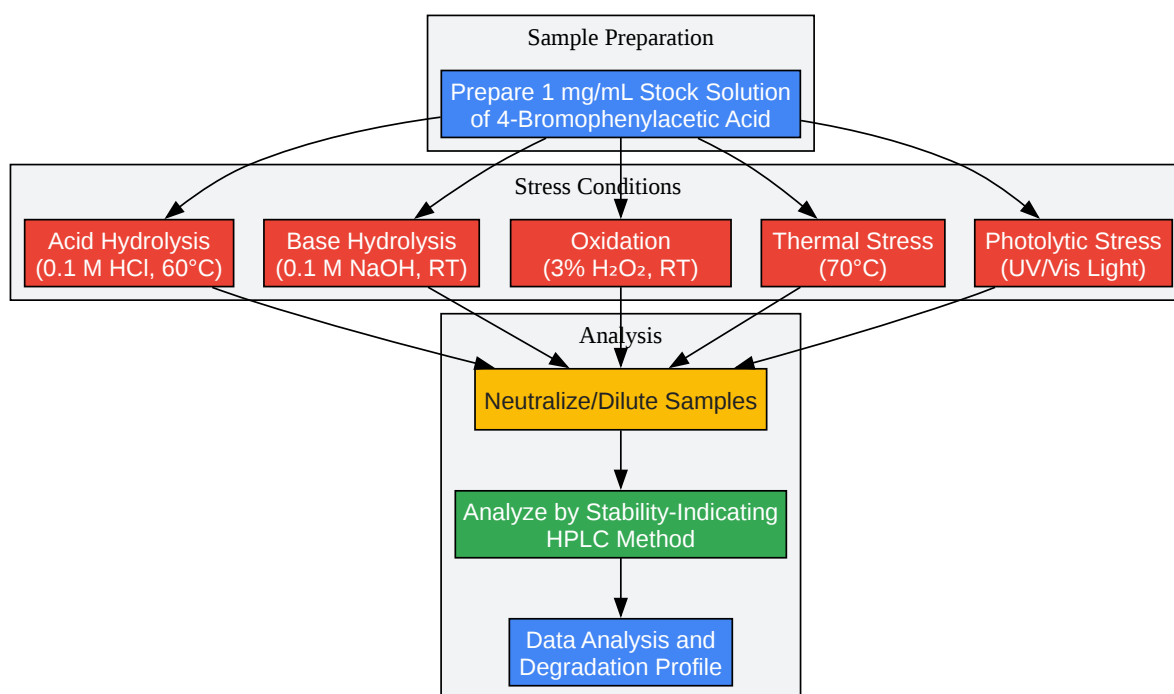 Sample Preparation
Prepare 1 mg/mL Stock Solution
of 4-Bromophenylacetic Acid
Stress Conditions
Acid Hydrolysis
(0.1 M HCl, 60°C)
Base Hydrolysis
(0.1 M NaOH, RT)
Oxidation
(3% H₂O₂, RT)
Thermal Stress
(70°C)
Photolytic Stress
(UV/Vis Light)
Analysis
Neutralize/Dilute Samples
Analyze by Stability-Indicating
HPLC Method
Data Analysis and
Degradation Profile